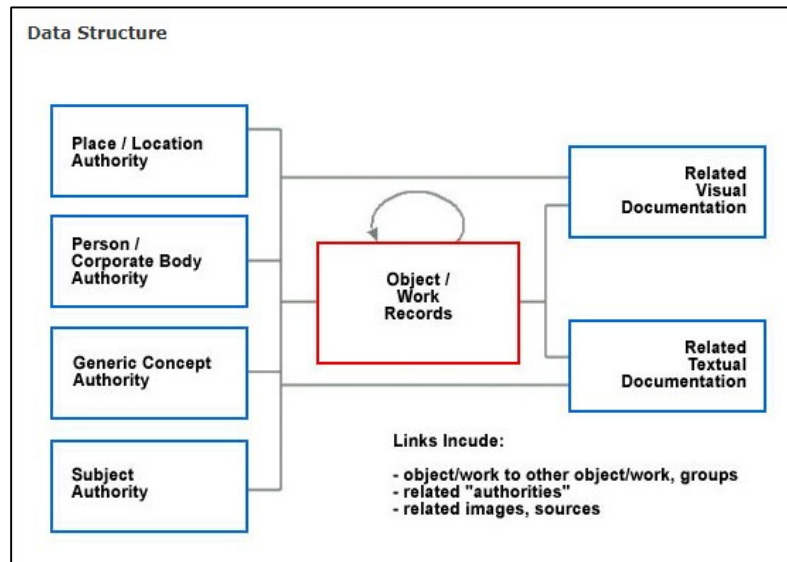 Data Structure
Place / Location
Authority
Person /
Corporate Body
Authority
Generic Concept
Authority
Subject
Authority
Object /
Work
Records
Related
Visual
Documentation
Related
Textual
Documentation
Links Incude:
- object/work to other object/work, groups
- related "authorities"
- related images, sources